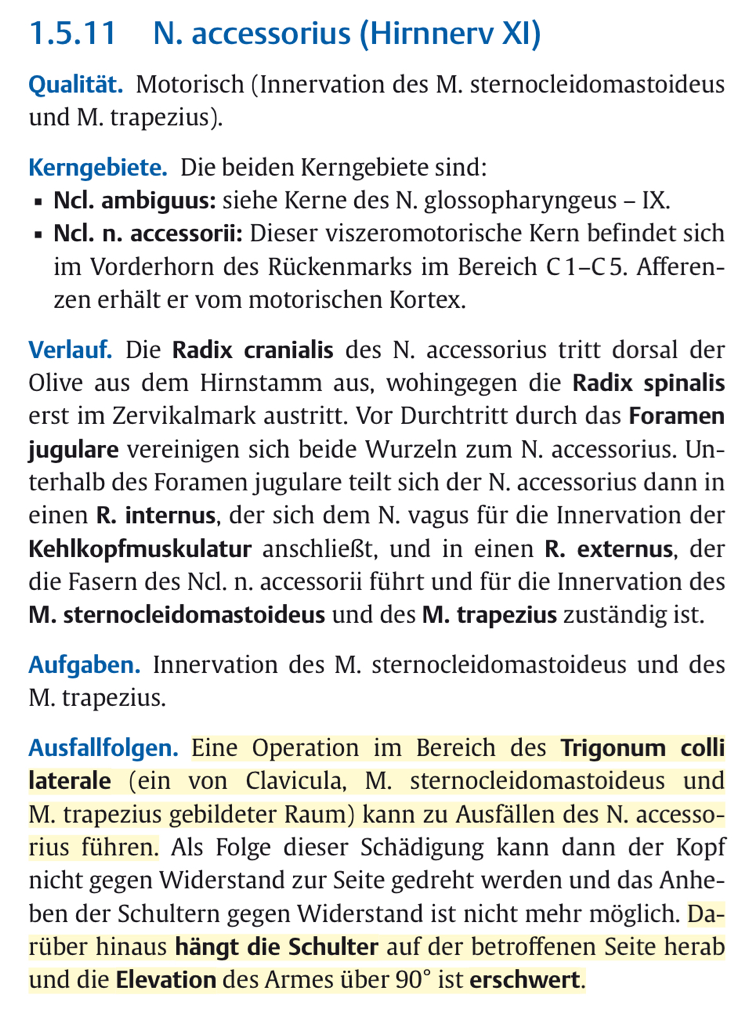 1.5.11 N. accessorius (Hirnnerv XI)
Qualität. Motorisch (Innervation des M. sternocleidomastoideus
und M. trapezius).
Kerngebiete. Die beiden Kerngebiete sind:
▪ Ncl. ambiguus: siehe Kerne des N. glossopharyngeus – IX.
▪ Ncl. n. accessorii: Dieser viszeromotorische Kern befindet sich
im Vorderhorn des Rückenmarks im Bereich C 1–C 5. Afferen-
zen erhält er vom motorischen Kortex.
Verlauf. Die Radix cranialis des N. accessorius tritt dorsal der
Olive aus dem Hirnstamm aus, wohingegen die Radix spinalis
erst im Zervikalmark austritt. Vor Durchtritt durch das Foramen
jugulare vereinigen sich beide Wurzeln zum N. accessorius. Un-
terhalb des Foramen jugulare teilt sich der N. accessorius dann in
einen R. internus, der sich dem N. vagus für die Innervation der
Kehlkopfmuskulatur anschließt, und in einen R. externus, der
die Fasern des Ncl. n. accessorii führt und für die Innervation des
M. sternocleidomastoideus und des M. trapezius zuständig ist.
Aufgaben. Innervation des M. sternocleidomastoideus und des
M. trapezius.
Ausfallfolgen. Eine Operation im Bereich des Trigonum colli
laterale (ein von Clavicula, M. sternocleidomastoideus und
M. trapezius gebildeter Raum) kann zu Ausfällen des N. accesso-
rius führen. Als Folge dieser Schädigung kann dann der Kopf
nicht gegen Widerstand zur Seite gedreht werden und das Anhe-
ben der Schultern gegen Widerstand ist nicht mehr möglich. Da-
rüber hinaus hängt die Schulter auf der betroffenen Seite herab
und die Elevation des Armes über 90° ist erschwert.